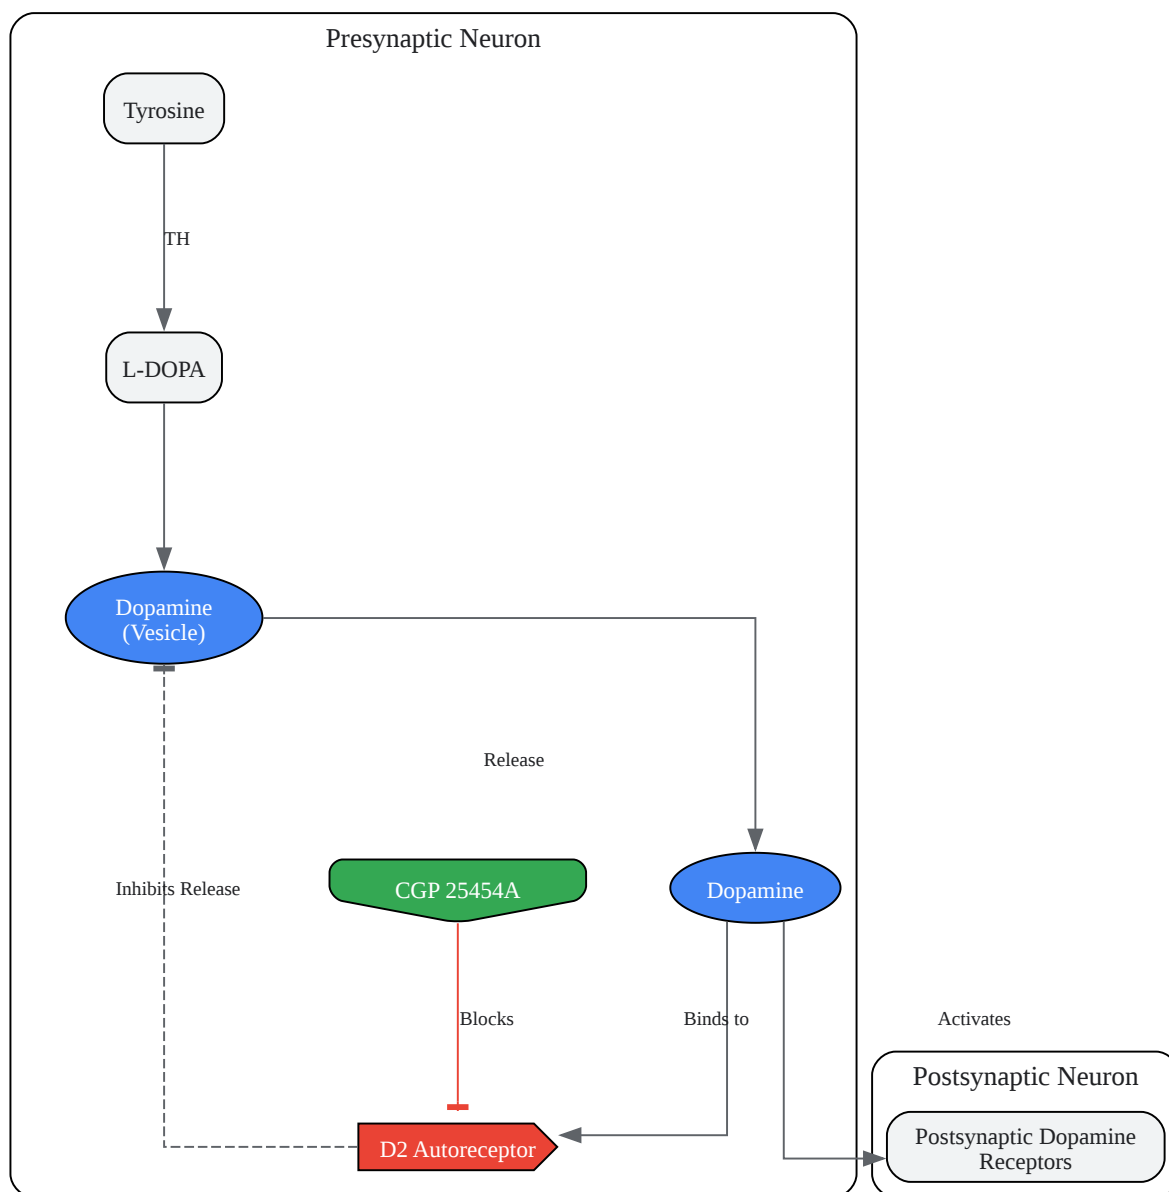 Presynaptic Neuron
Tyrosine
TH
L-DOPA
Dopamine
(Vesicle)
Release
Inhibits Release
CGP 25454A
Dopamine
Blocks
Binds to
Activates
Postsynaptic Neuron
D2 Autoreceptor
Postsynaptic Dopamine
Receptors